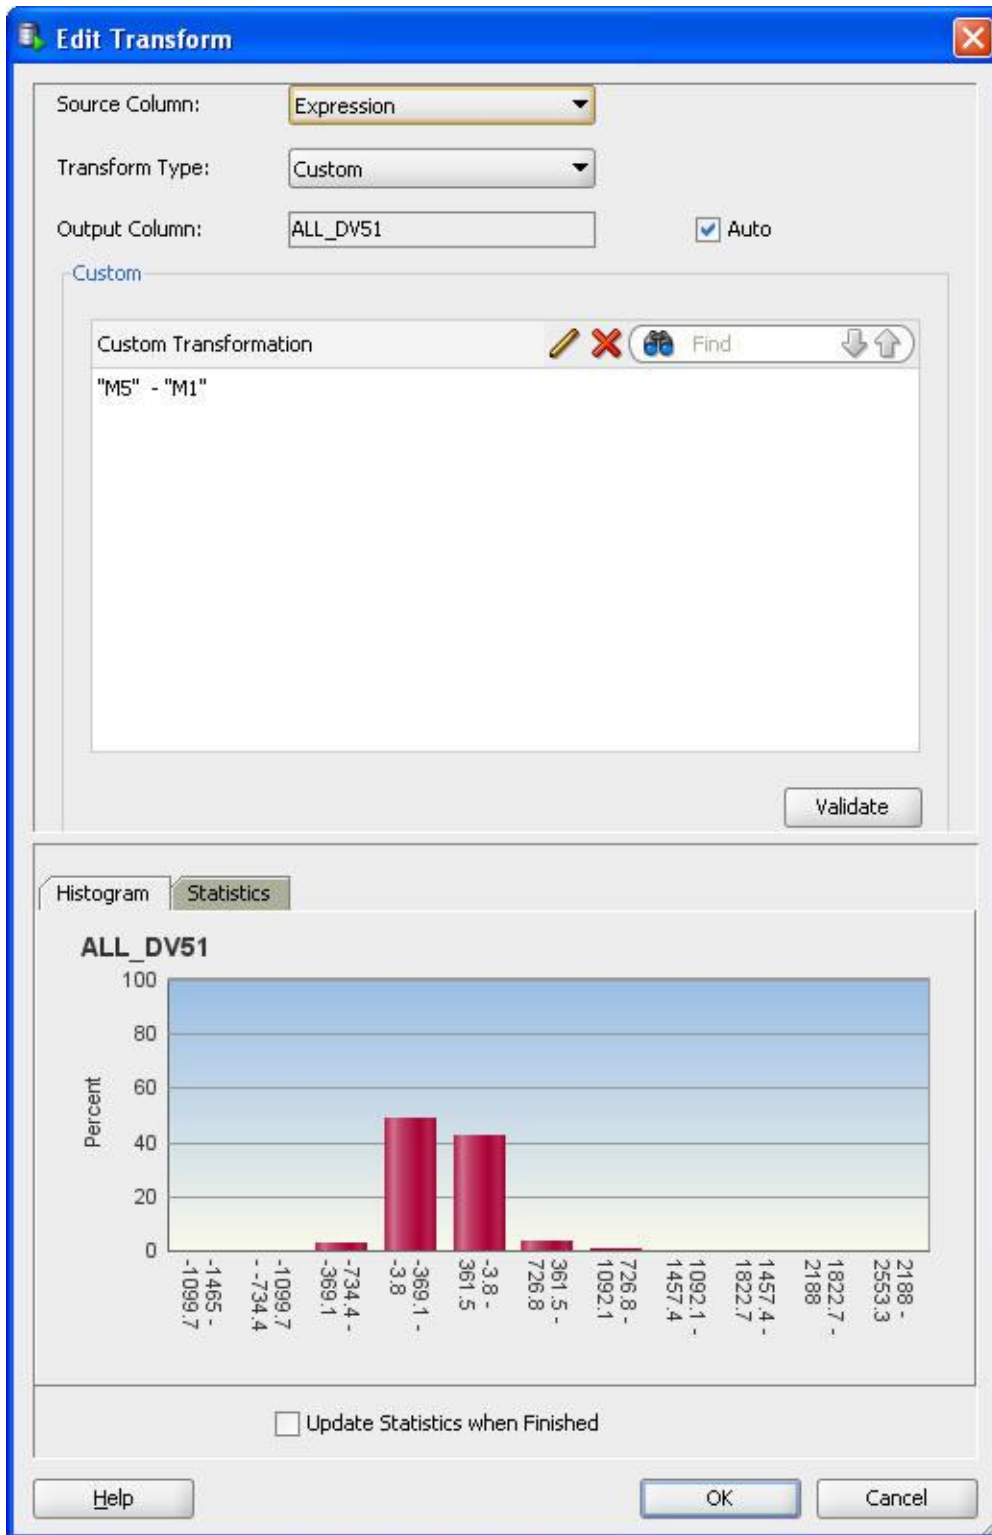 Edit Transform
Source Column: Expression
Transform Type: Custom
Output Column: ALL_DV51 Auto
Custom
Custom Transformation Find
"M5" - "M1"
Validate
Histogram Statistics
ALL_DV51
Percent
100
80
60
40
20
0
-1465 -
-1099.7
-1099.7
- -734.4
-734.4 -
-369.1
-369.1 -
-3.8
-3.8 -
361.5
361.5 -
726.8
726.8 -
1092.1
1092.1 -
1457.4
1457.4 -
1822.7
1822.7 -
2188
2188 -
2553.3
Update Statistics when Finished
Help OK Cancel